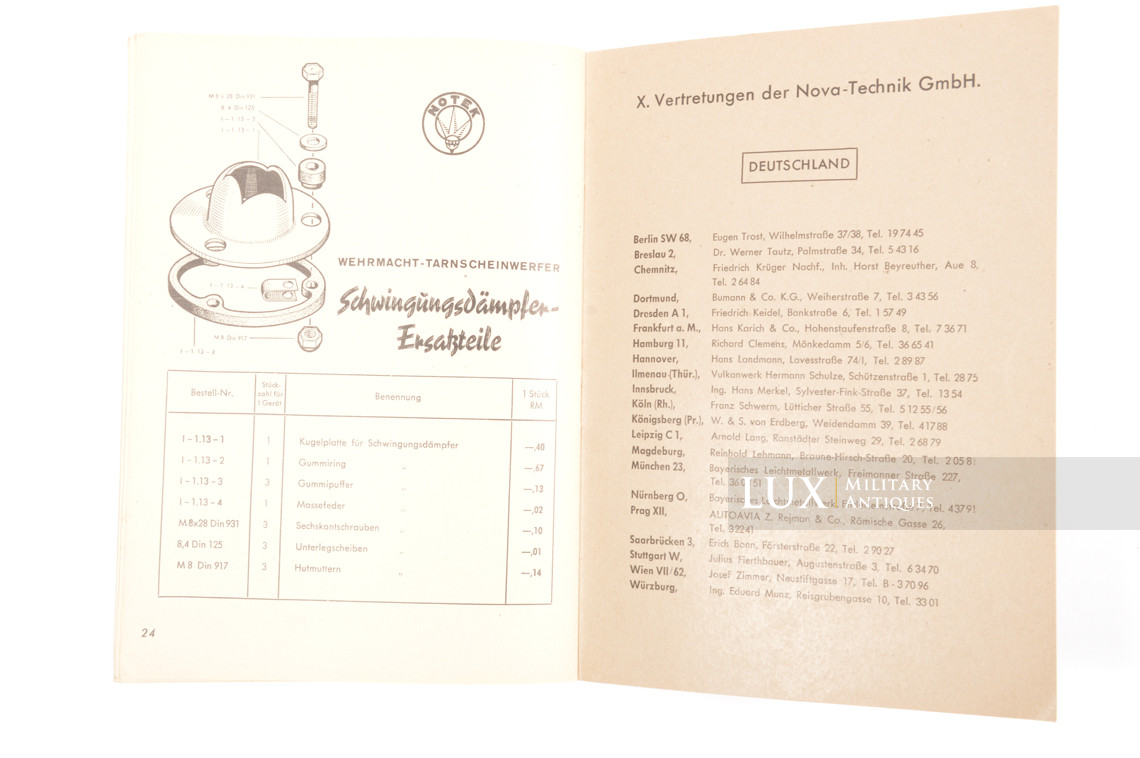 M 8 x 28 Din 931
8,4 Din 125
I – 1.13 – 3
I – 1.13 – 1
NOTEK
I – 1.13 – 4
M 8 Din 917
I – 1.13 – 2
WEHRMACHT-TARNSCHEINWERFER
Schwingungsdämpfer-
Ersatzteile
Bestell-Nr. Stück- zahl für 1 Gerät Benennung 1 Stück RM
I – 1.13 – 1 1 Kugelplatte für Schwingungsdämpfer —,40
I – 1.13 – 2 1 Gummiring „ —,67
I – 1.13 – 3 3 Gummipuffer „ —,13
I – 1.13 – 4 1 Massefeder „ —,02
M 8x28 Din 931 3 Sechskantschrauben „ —,10
8,4 Din 125 3 Unterlegscheiben „ —,01
M 8 Din 917 3 Hutmuttern „ —,14
24
X. Vertretungen der Nova-Technik GmbH.
DEUTSCHLAND
Berlin SW 68, Eugen Trost, Wilhelmstraße 37/38, Tel. 19 74 45
Breslau 2, Dr. Werner Tautz, Palmstraße 34, Tel. 5 43 16
Chemnitz, Friedrich Krüger Nachf., Inh. Horst Beyreuther, Aue 8,
Tel. 2 64 84
Dortmund, Bumann & Co. K.G., Weiherstraße 7, Tel. 3 43 56
Dresden A 1, Friedrich Keidel, Bankstraße 6, Tel. 1 57 49
Frankfurt a. M., Hans Karich & Co., Hohenstaufenstraße 8, Tel. 7 36 71
Hamburg 11, Richard Clemens, Mönkedamm 5/6, Tel. 36 65 41
Hannover, Hans Landmann, Lavesstraße 74/I, Tel. 2 89 87
Ilmenau (Thür.), Vulkanwerk Hermann Schulze, Schützenstraße 1, Tel. 28 75
Innsbruck, Ing. Hans Merkel, Sylvester-Fink-Straße 37, Tel. 13 54
Köln (Rh.), Franz Schwerm, Lütticher Straße 55, Tel. 5 12 55/56
Königsberg (Pr.), W. & S. von Erdberg, Weidendamm 39, Tel. 4 17 88
Leipzig C 1, Arnold Lang, Ranstädter Steinweg 29, Tel. 2 68 79
Magdeburg, Reinhold Lehmann, Braune-Hirsch-Straße 20, Tel. 2 05 8
München 23, Bayerisches Leichtmetallwerk, Freimanner Straße 227,
Tel.
Nürnberg O, Bayerisches Leichtmetallwerk, Tel. 4 37 91
Prag XII, AUTOAVIA Z. Rejman & Co., Römische Gasse 26,
Tel. 3 22 41
Saarbrücken 3, Erich Bonn, Försterstraße 22, Tel. 2 90 27
Stuttgart W, Julius Fierthbauer, Augustenstraße 3, Tel. 6 34 70
Wien VII/62, Josef Zimmer, Neustiftgasse 17, Tel. B - 3 70 96
Würzburg, Ing. Eduard Munz, Reisgrubengasse 10, Tel. 33 01
LUX MILITARY
ANTIQUES